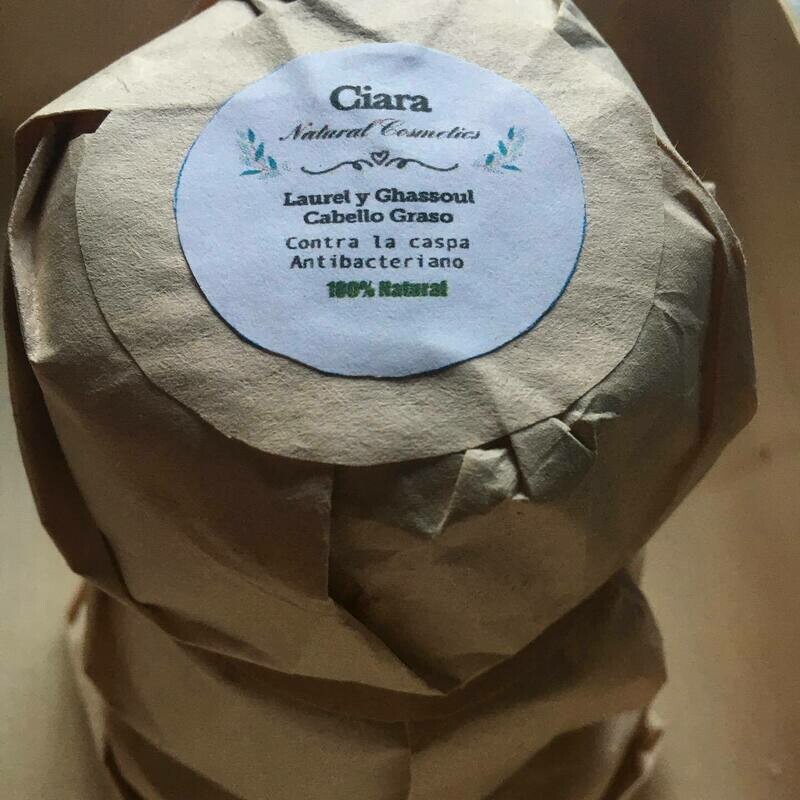 Ciara
Natural Cosmetics
Laurel y Ghassoul
Cabello Graso
Contra la caspa
Antibacteriano
100% Natural